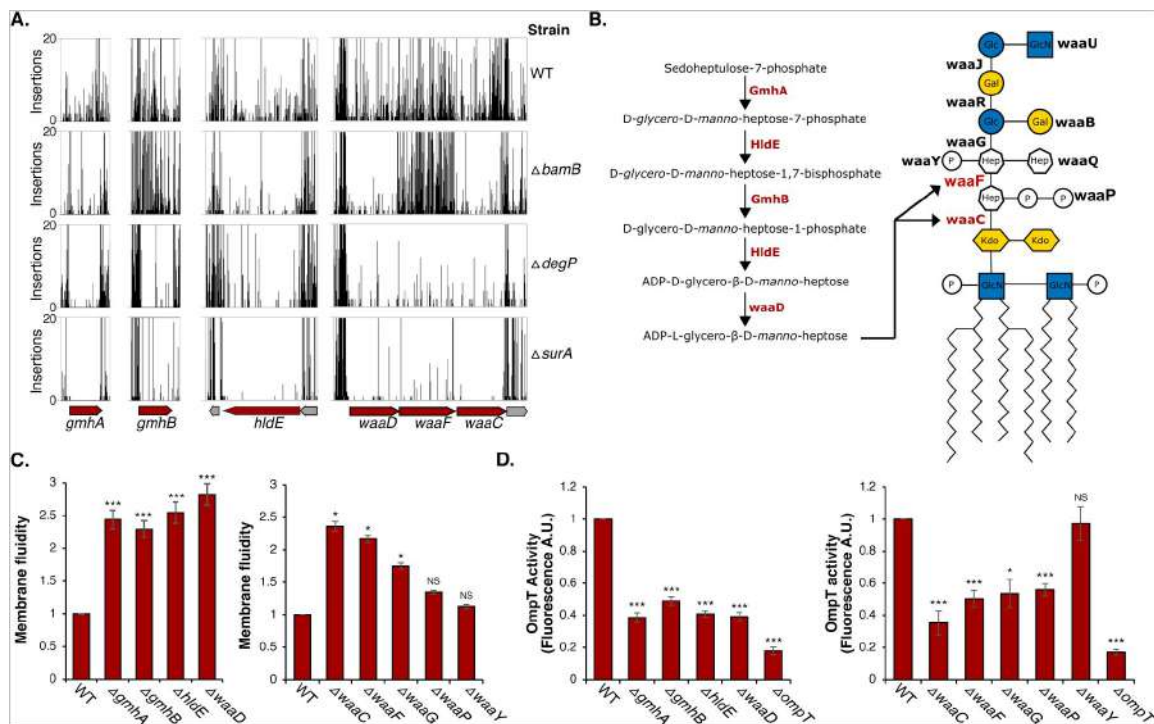 A.
Strain
B.
20
10
0
Insertions
WT
20
10
0
Insertions
ΔbamB
20
10
0
Insertions
ΔdegP
20
10
0
Insertions
ΔsurA
gmhA
gmhB
hldE
waaD
waaF
waaC
Sedoheptulose-7-phosphate
GmhA
D-glycero-D-manno-heptose-7-phosphate
HldE
D-glycero-D-manno-heptose-1,7-bisphosphate
GmhB
D-glycero-D-manno-heptose-1-phosphate
HldE
ADP-D-glycero-β-D-manno-heptose
waaD
ADP-L-glycero-β-D-manno-heptose
Glc
GlcN
waaU
waaJ
Gal
waaR
Glc
Gal
waaB
waaG
waaY
P
Hep
Hep
waaQ
waaF
Hep
P
P
waaP
waaC
Kdo
Kdo
P
GlcN
GlcN
P
C.
Membrane fluidity
3
2.5
2
1.5
1
0.5
0
***
***
***
***
WT
ΔgmhA
ΔgmhB
ΔhldE
ΔwaaD
Membrane fluidity
3
2.5
2
1.5
1
0.5
0
*
*
*
NS
NS
WT
ΔwaaC
ΔwaaF
ΔwaaG
ΔwaaP
ΔwaaY
D.
OmpT Activity
(Fluorescence A.U.)
1.2
1
0.8
0.6
0.4
0.2
0
***
***
***
***
***
WT
ΔgmhA
ΔgmhB
ΔhldE
ΔwaaD
ΔompT
OmpT activity
(Fluorescence A.U.)
1.2
1
0.8
0.6
0.4
0.2
0
***
***
*
***
NS
***
WT
ΔwaaC
ΔwaaF
ΔwaaG
ΔwaaP
ΔwaaY
ΔompT